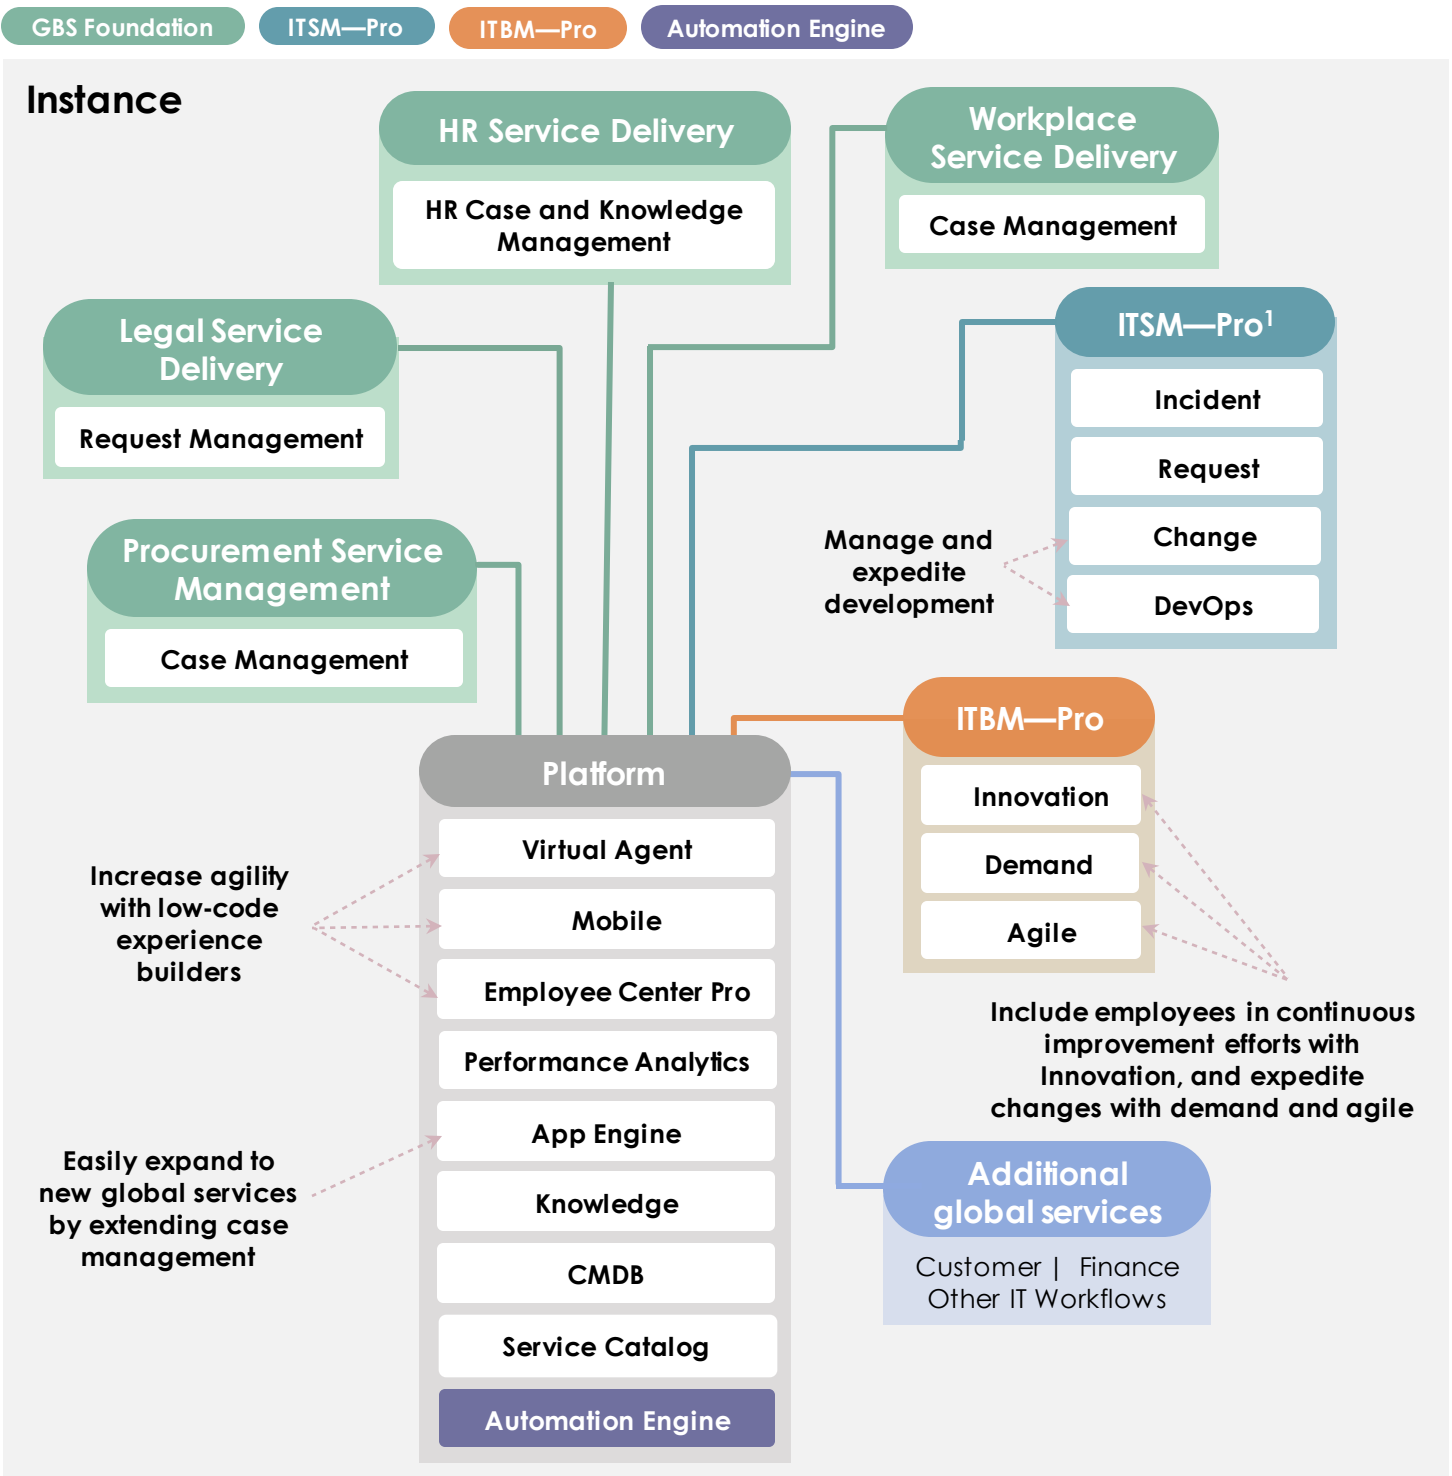 GBS Foundation
ITSM—Pro
ITBM—Pro
Automation Engine
Instance
HR Service Delivery
HR Case and Knowledge
Management
Workplace
Service Delivery
Case Management
Legal Service
Delivery
Request Management
ITSM—Pro¹
Incident
Request
Change
DevOps
Manage and
expedite
development
Procurement Service
Management
Case Management
ITBM—Pro
Innovation
Demand
Agile
Include employees in continuous
improvement efforts with
Innovation, and expedite
changes with demand and agile
Platform
Virtual Agent
Mobile
Employee Center Pro
Performance Analytics
App Engine
Knowledge
CMDB
Service Catalog
Automation Engine
Increase agility
with low-code
experience
builders
Easily expand to
new global services
by extending case
management
Additional
global services
Customer | Finance
Other IT Workflows